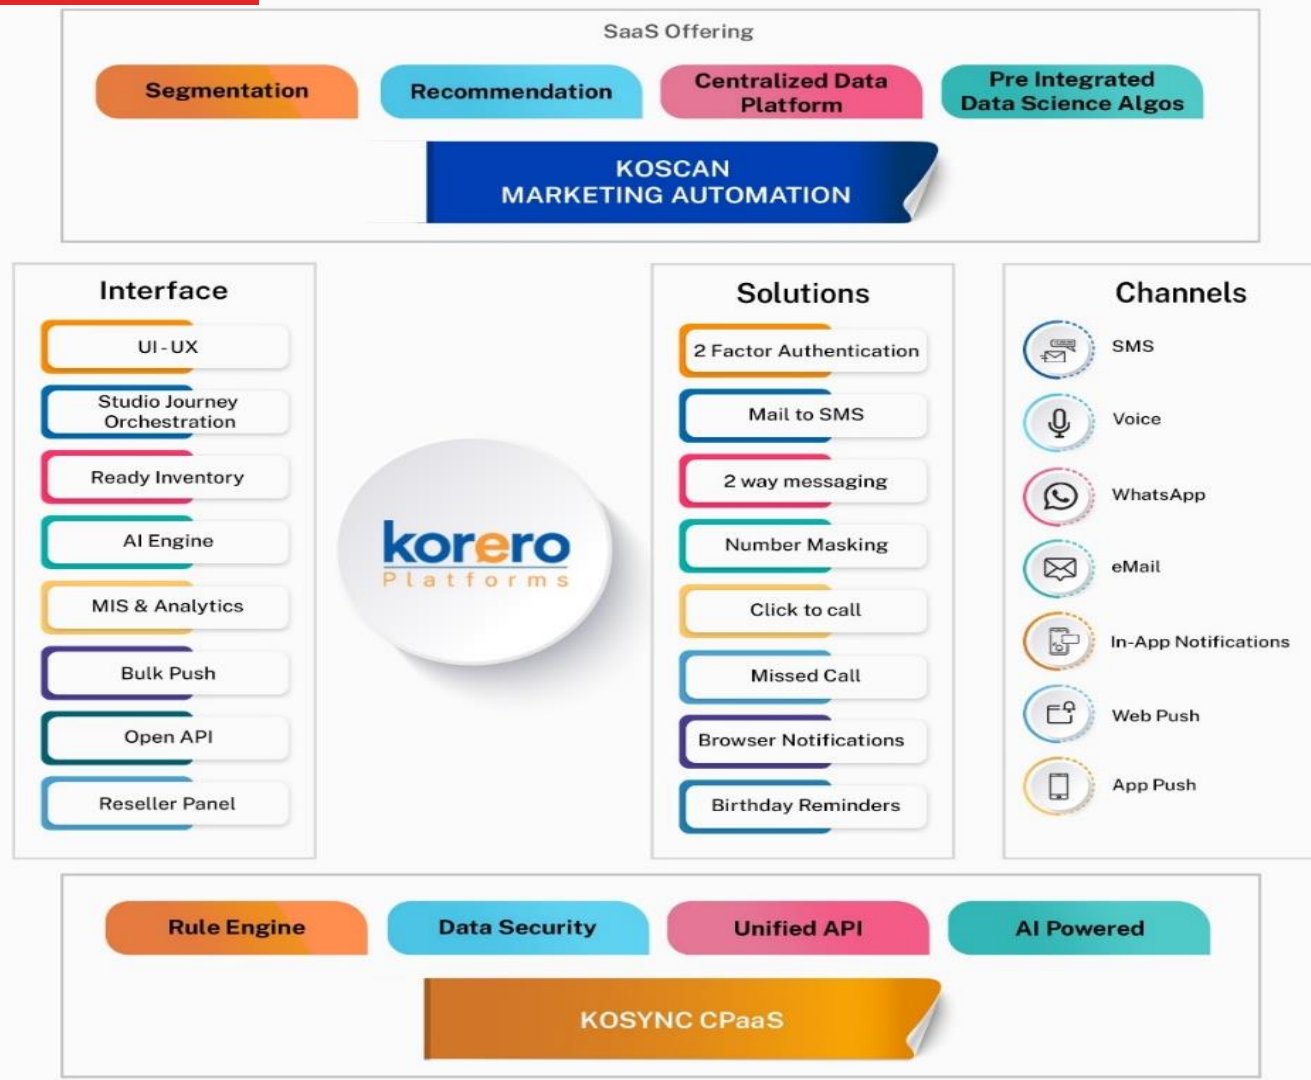 SaaS Offering
Segmentation
Recommendation
Centralized Data
Platform
Pre Integrated
Data Science Algos
KOSCAN
MARKETING AUTOMATION
Interface
UI-UX
Studio Journey
Orchestration
Ready Inventory
AI Engine
MIS & Analytics
Bulk Push
Open API
Reseller Panel
korero
Platforms
Solutions
2 Factor Authentication
Mail to SMS
2 way messaging
Number Masking
Click to call
Missed Call
Browser Notifications
Birthday Reminders
Channels
SMS
Voice
WhatsApp
eMail
In-App Notifications
Web Push
App Push
Rule Engine
Data Security
Unified API
AI Powered
KOSYNC CPaaS